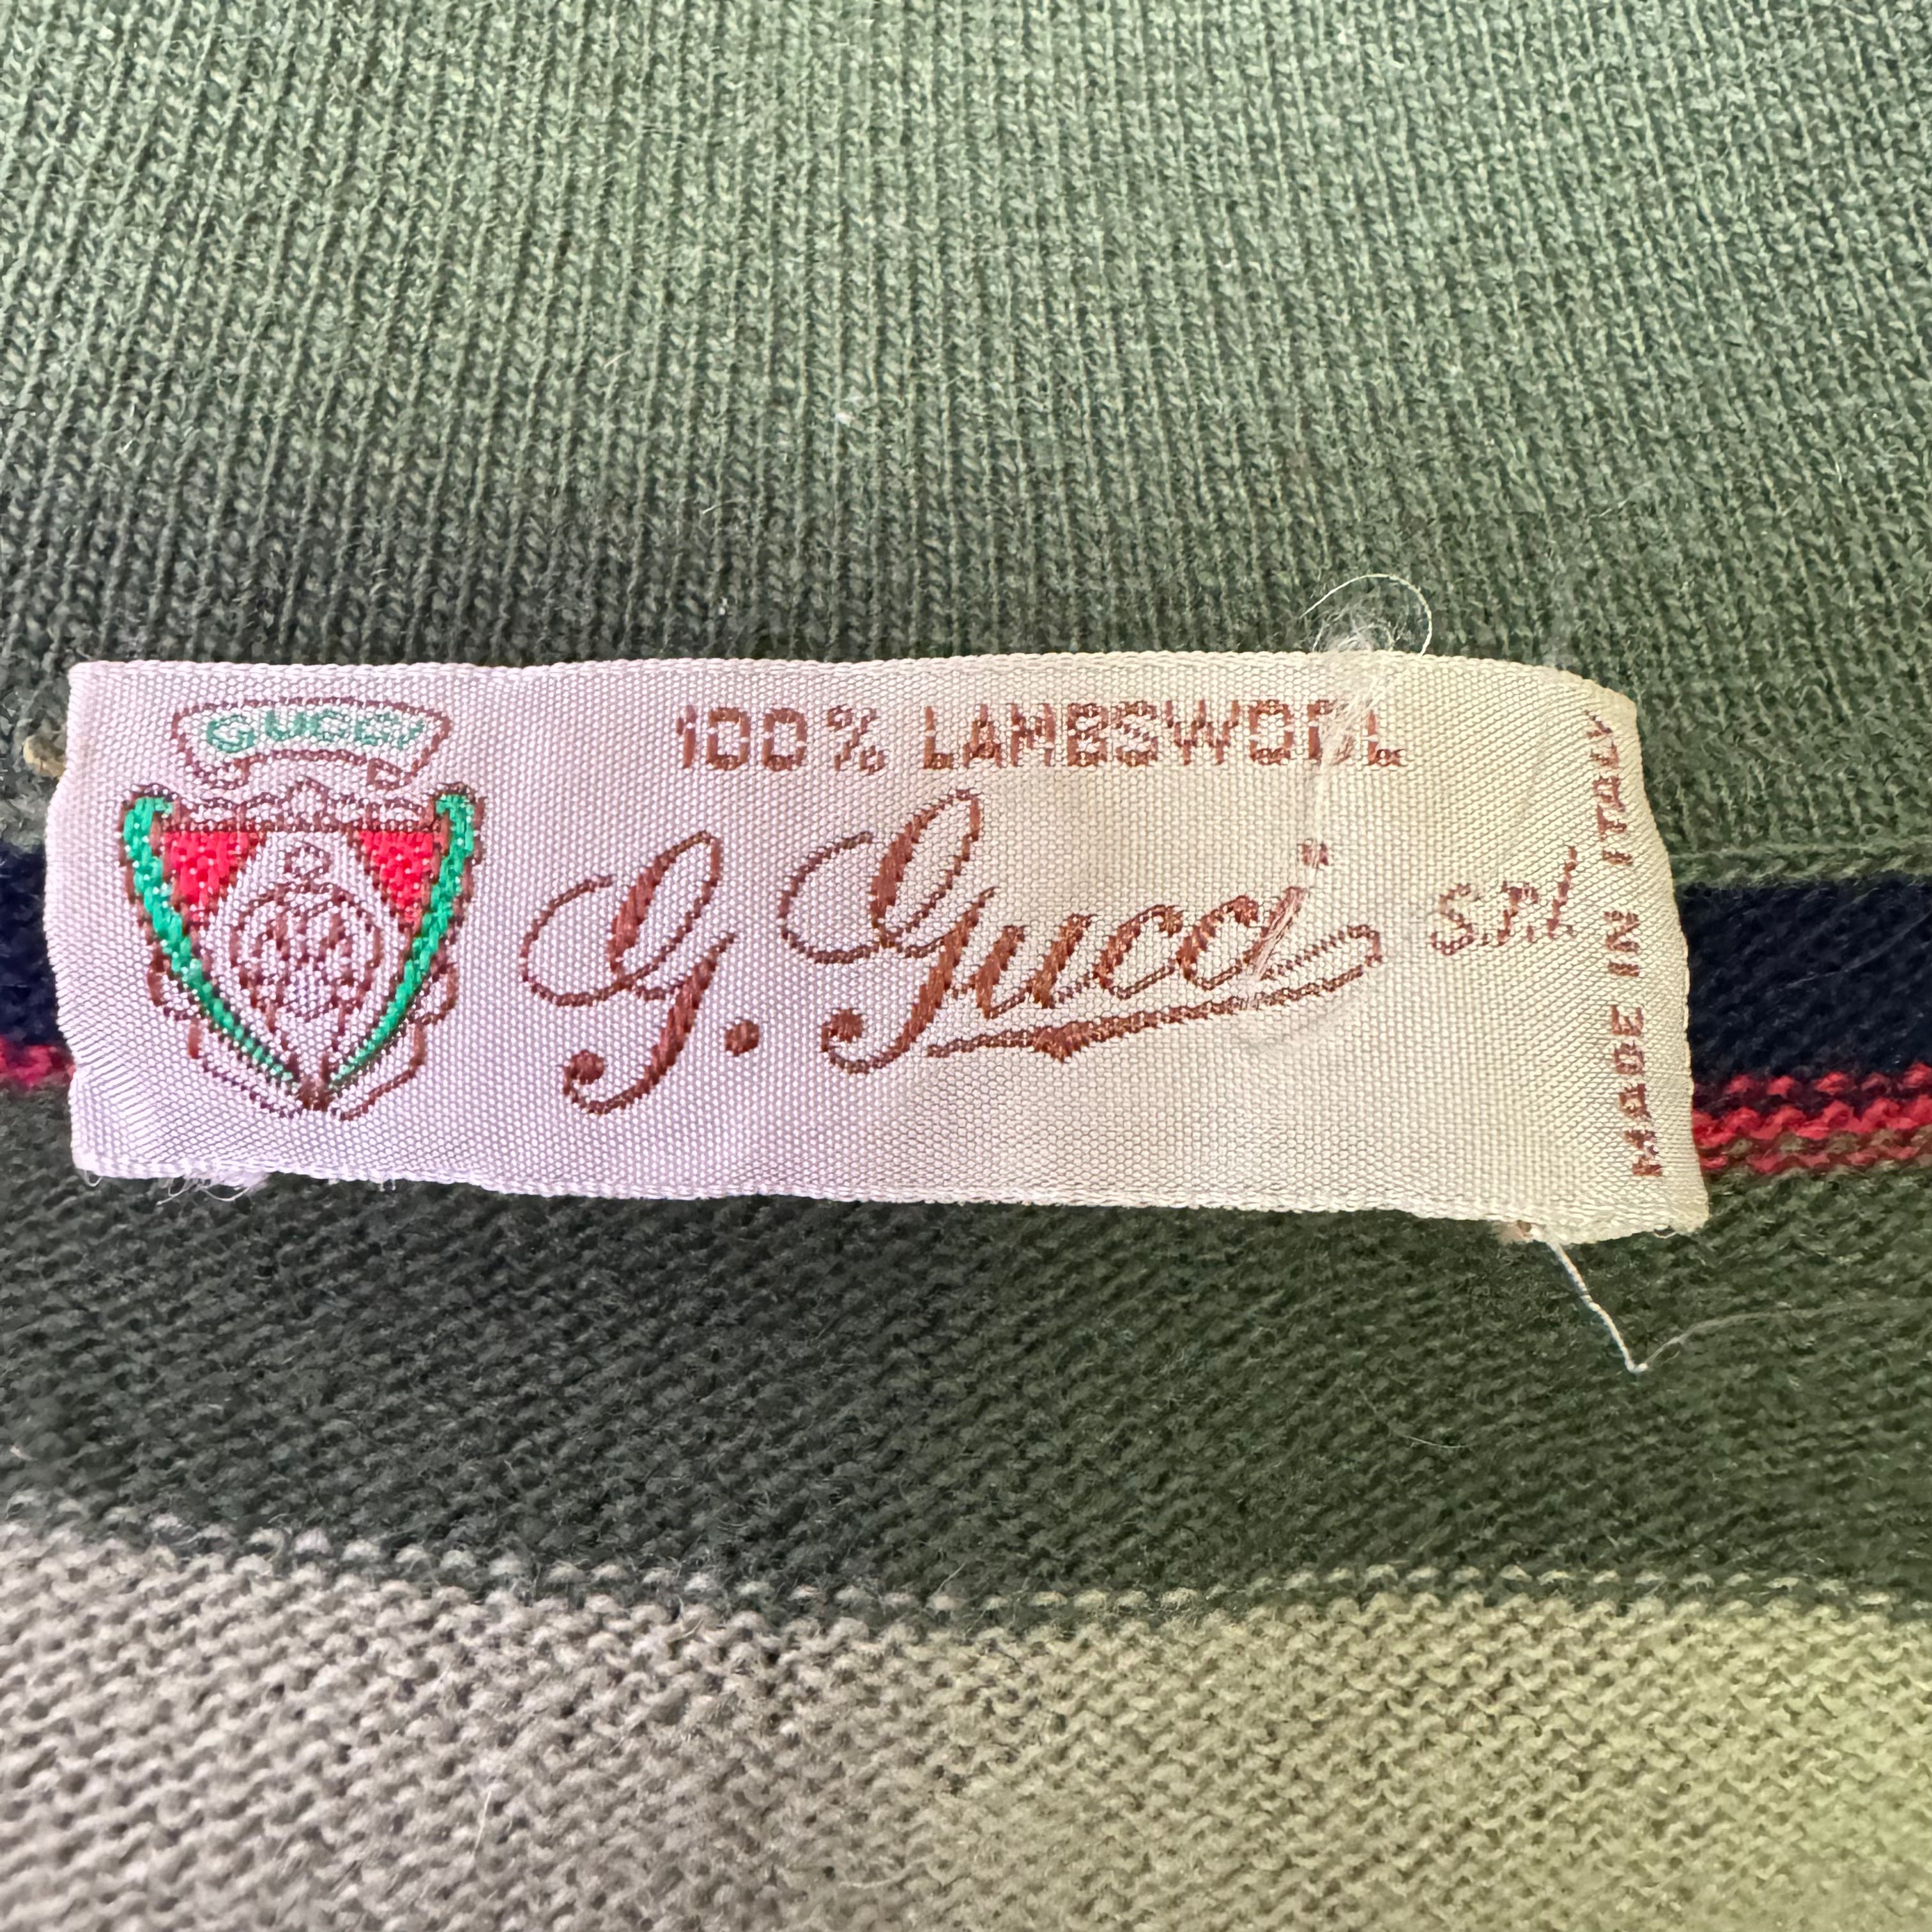 GUCCI
100% LAMBSWOOL
G. Gucci
S.r.l
MADE IN ITALY